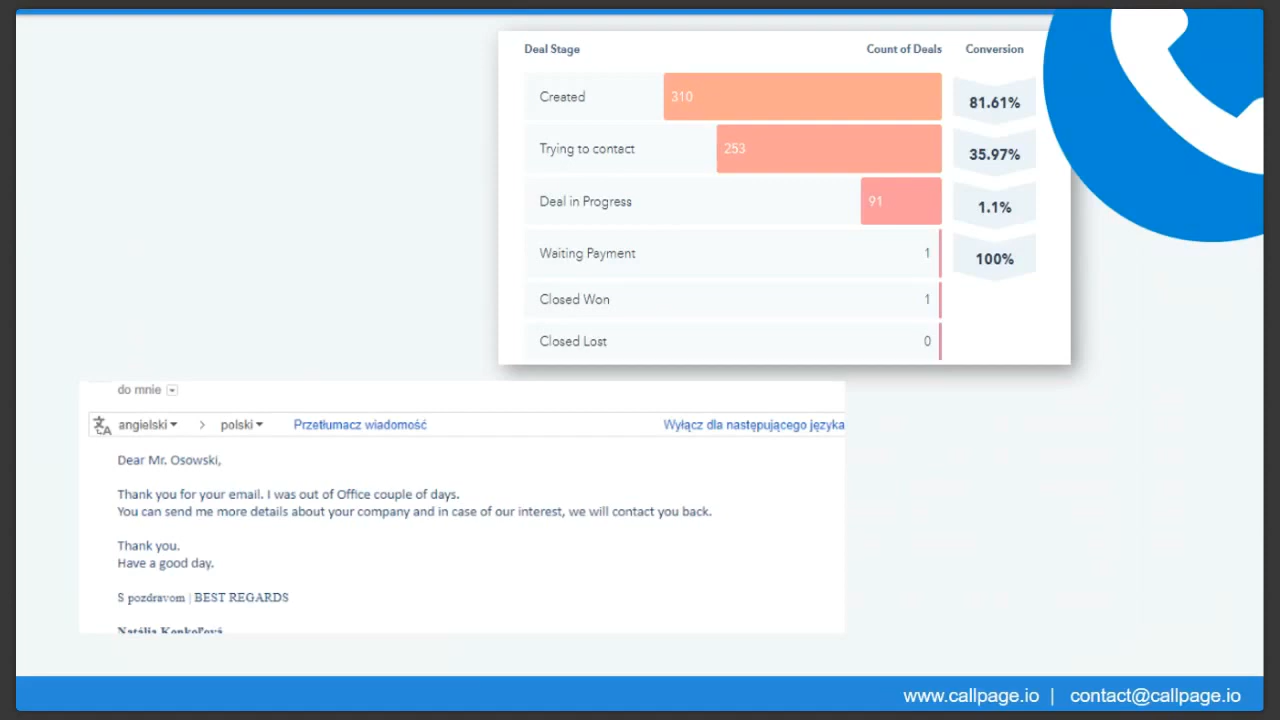 Deal Stage Count of Deals Conversion
Created 310 81.61%
Trying to contact 253 35.97%
Deal in Progress 91 1.1%
Waiting Payment 1 100%
Closed Won 1
Closed Lost 0
do mnie
angielski > polski Przetłumacz wiadomość Wyłącz dla następującego języka
Dear Mr. Osowski,
Thank you for your email. I was out of Office couple of days.
You can send me more details about your company and in case of our interest, we will contact you back.
Thank you.
Have a good day.
S pozdravom | BEST REGARDS
Natália Konkoľová
www.callpage.io | contact@callpage.io